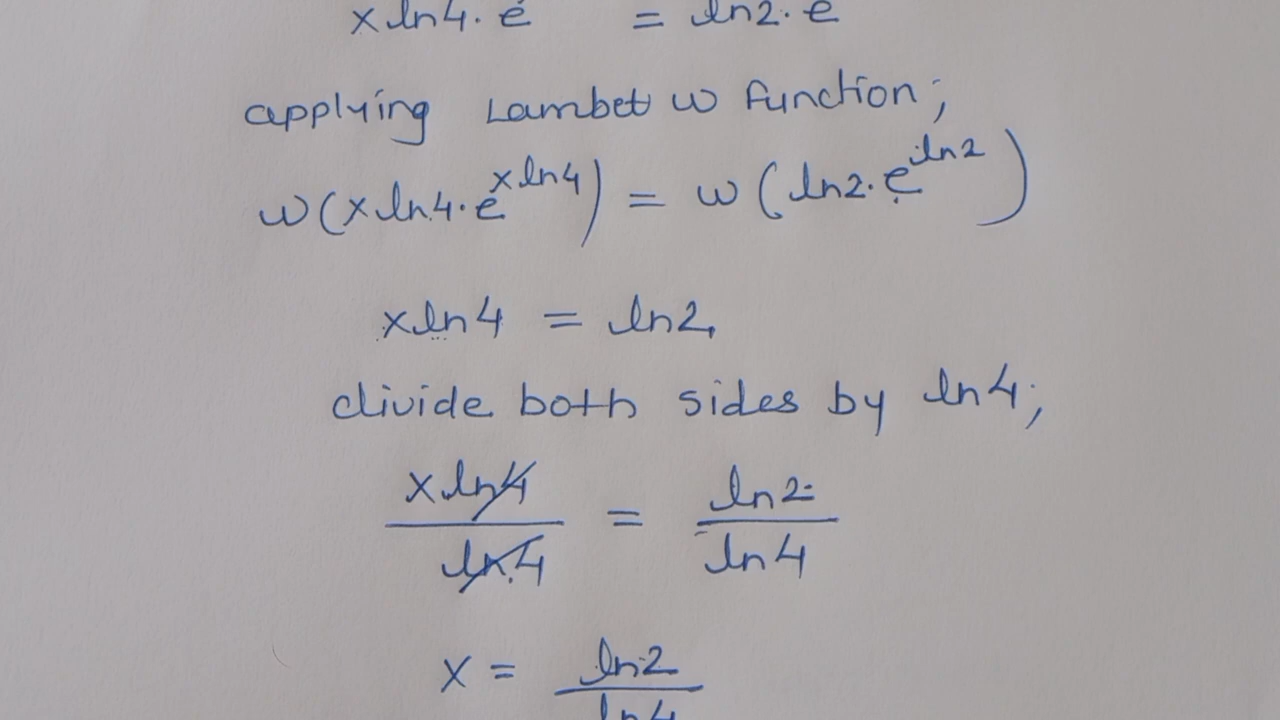 x ln4. e = ln2. e
applying Lambet w function;
w(x ln4. e^x ln4) = w(ln2. e^ln2)
x ln4 = ln2,
divide both sides by ln4;
x ln4 / ln4 = ln2 / ln4
x = ln2 / ln4